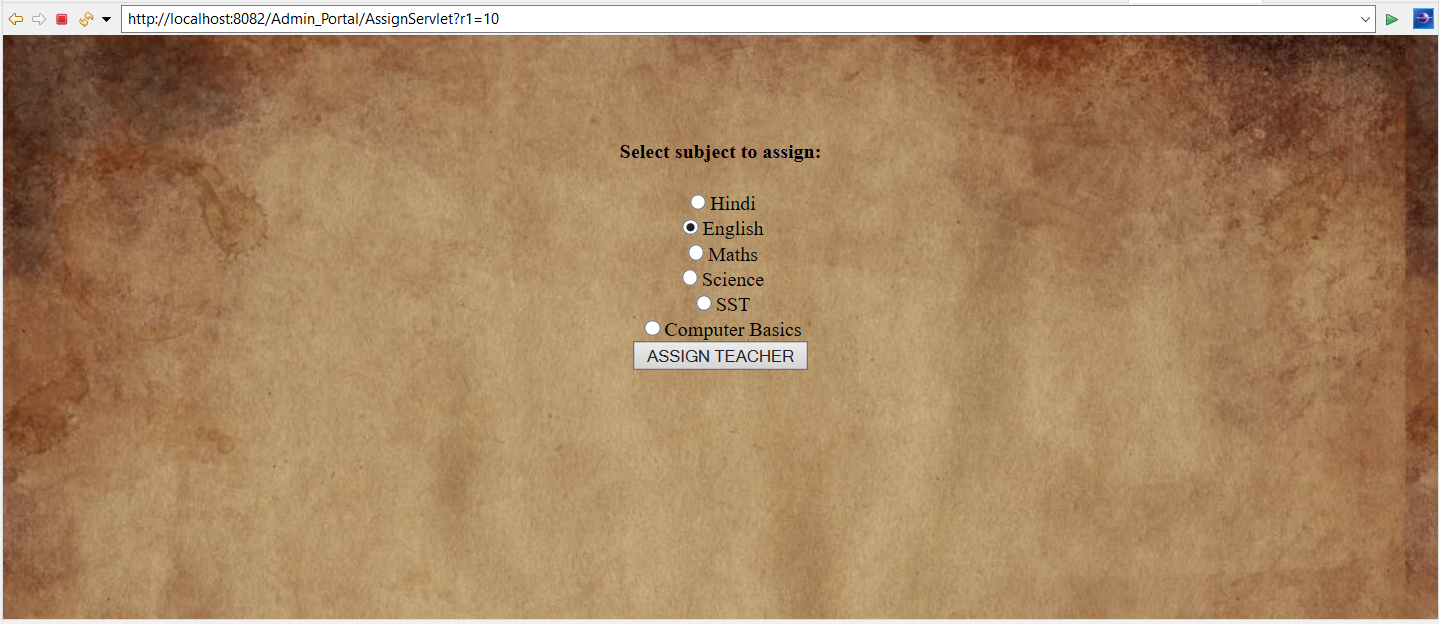 http://localhost:8082/Admin_Portal/AssignServlet?r1=10
Select subject to assign:
Hindi
English
Maths
Science
SST
Computer Basics
ASSIGN TEACHER